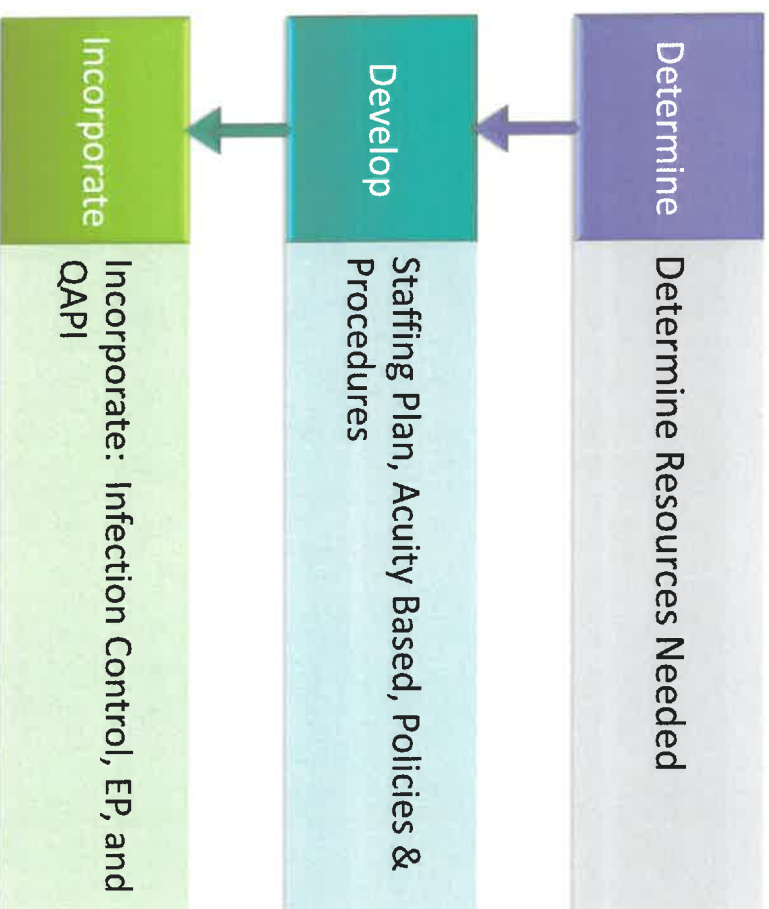 Determine
Determine Resources Needed
Develop
Staffing Plan, Acuity Based, Policies &
Procedures
Incorporate
Incorporate:  Infection Control, EP, and
QAPI